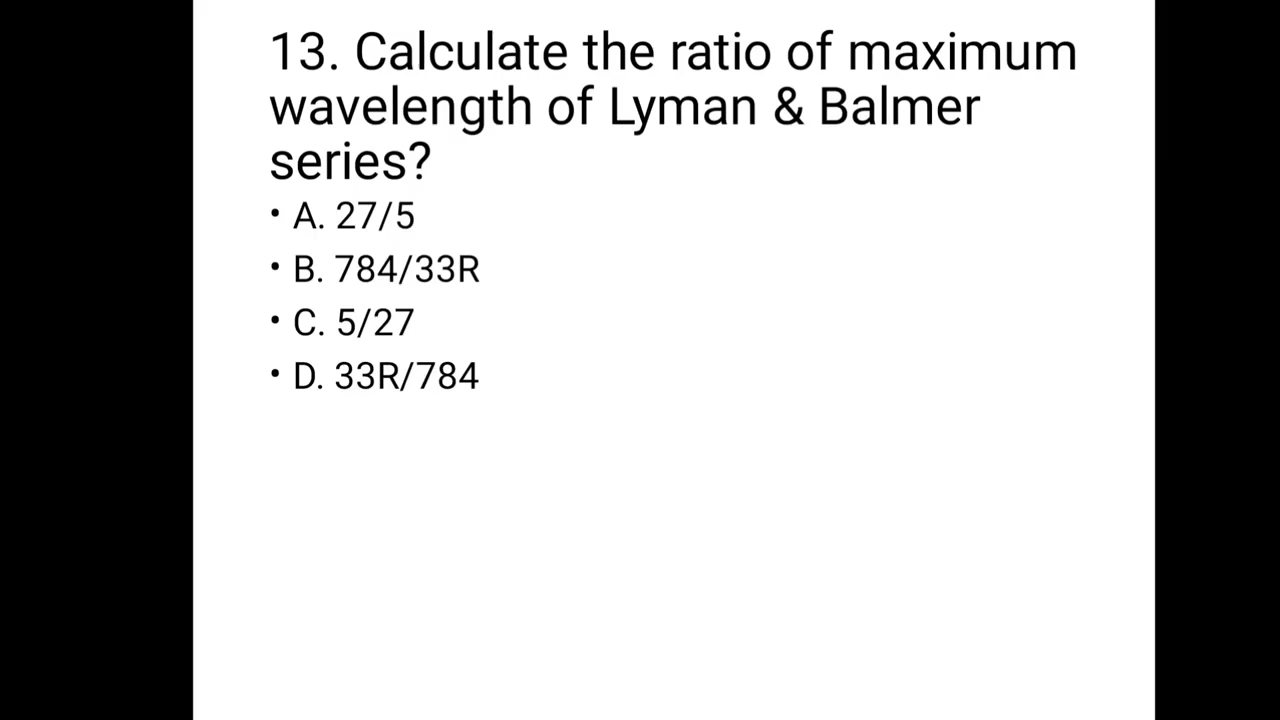 13. Calculate the ratio of maximum
wavelength of Lyman & Balmer
series?
• A. 27/5
• B. 784/33R
• C. 5/27
• D. 33R/784